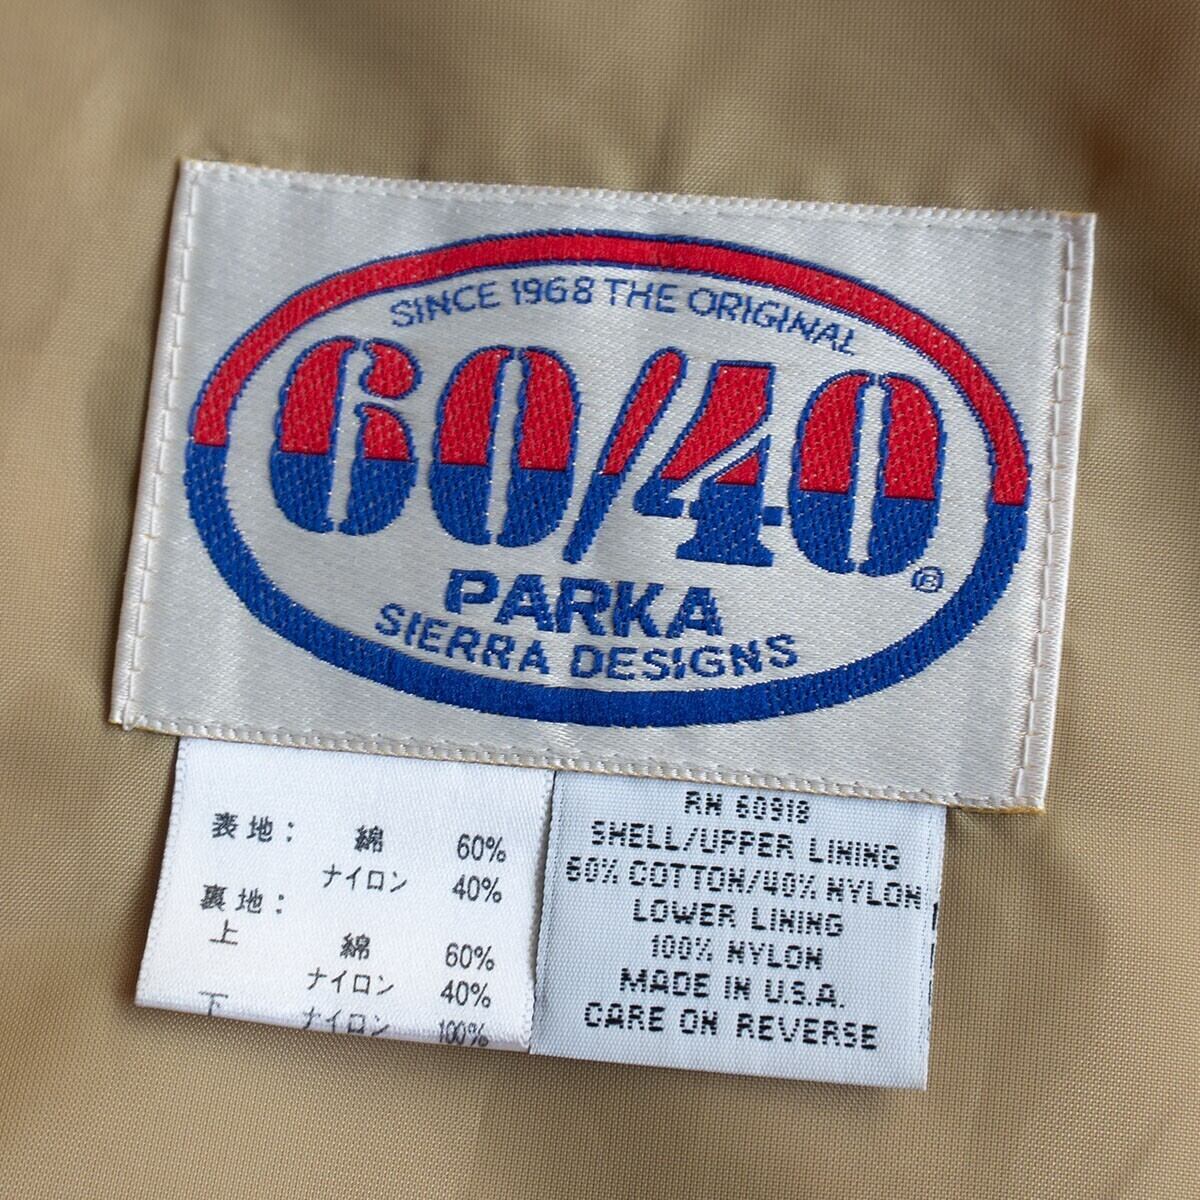 SINCE 1968 THE ORIGINAL
60/40®
PARKA
SIERRA DESIGNS
表地: 綿 60%
ナイロン 40%
裏地:
上 綿 60%
ナイロン 40%
下 ナイロン 100%
RN 60918
SHELL/UPPER LINING
60% COTTON/40% NYLON
LOWER LINING
100% NYLON
MADE IN U.S.A.
CARE ON REVERSE